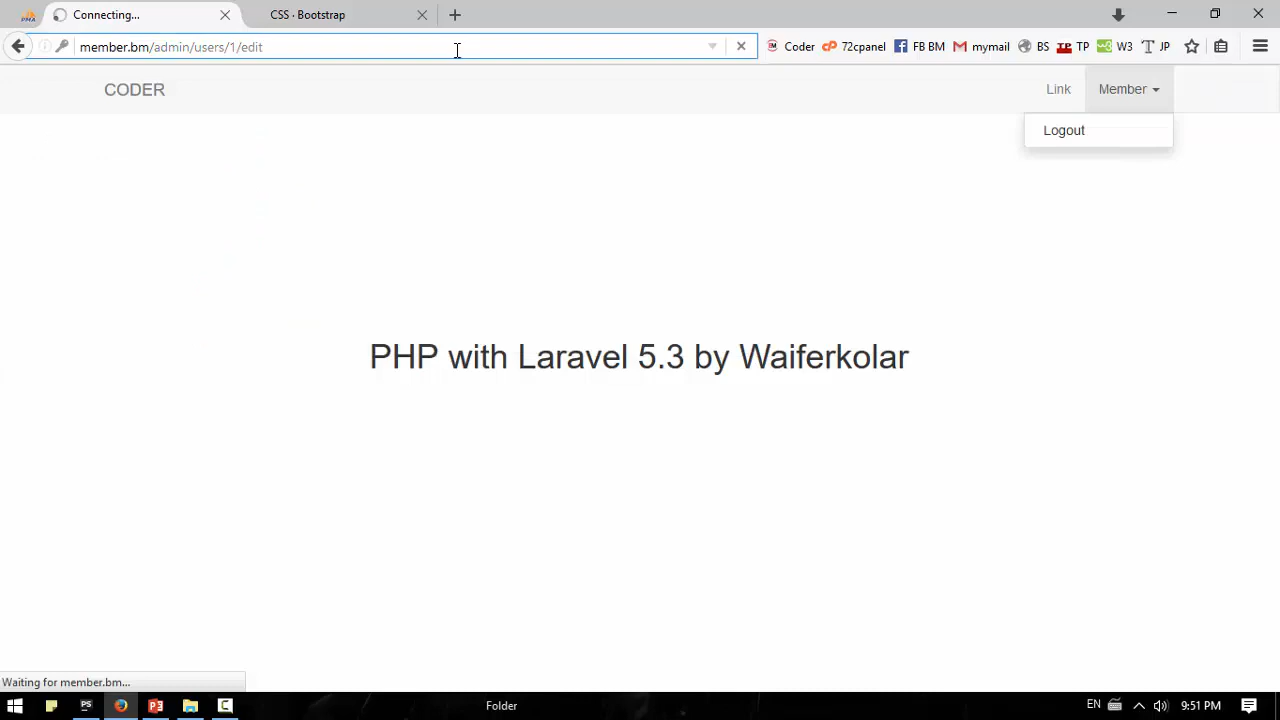 Connecting...
CSS · Bootstrap
member.bm/admin/users/1/edit
Coder
72cpanel
FB BM
mymail
BS
TP
W3
JP
CODER
Link
Member
Logout
PHP with Laravel 5.3 by Waiferkolar
Waiting for member.bm...
Folder
EN
9:51 PM